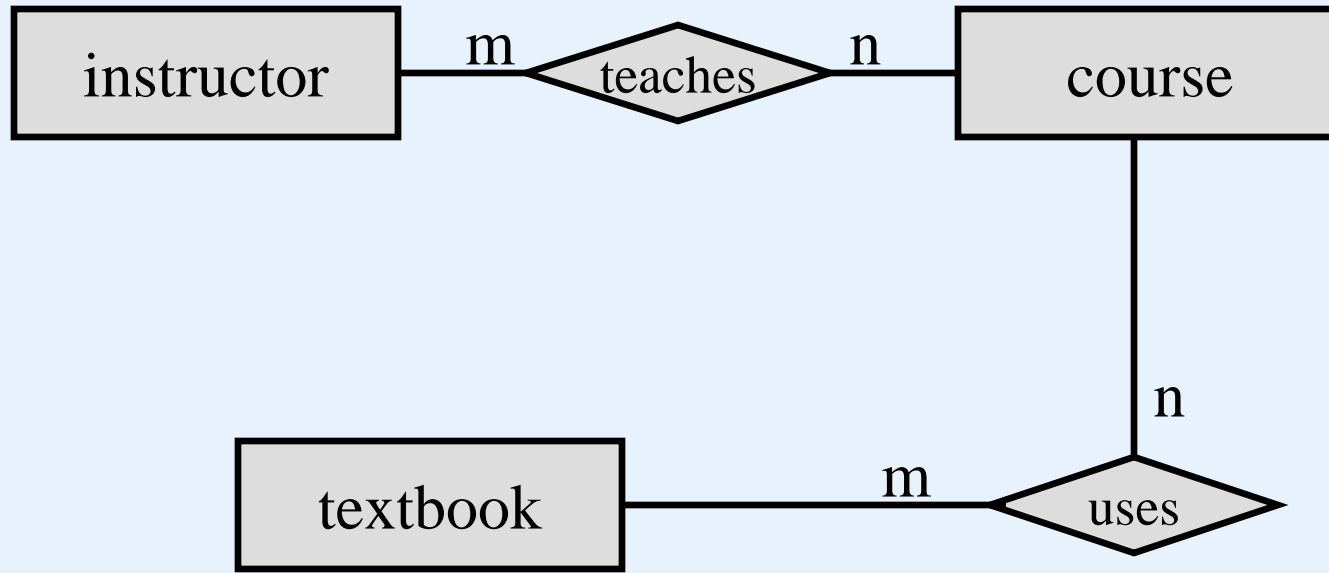 instructor
m
teaches
n
course
n
textbook
m
uses